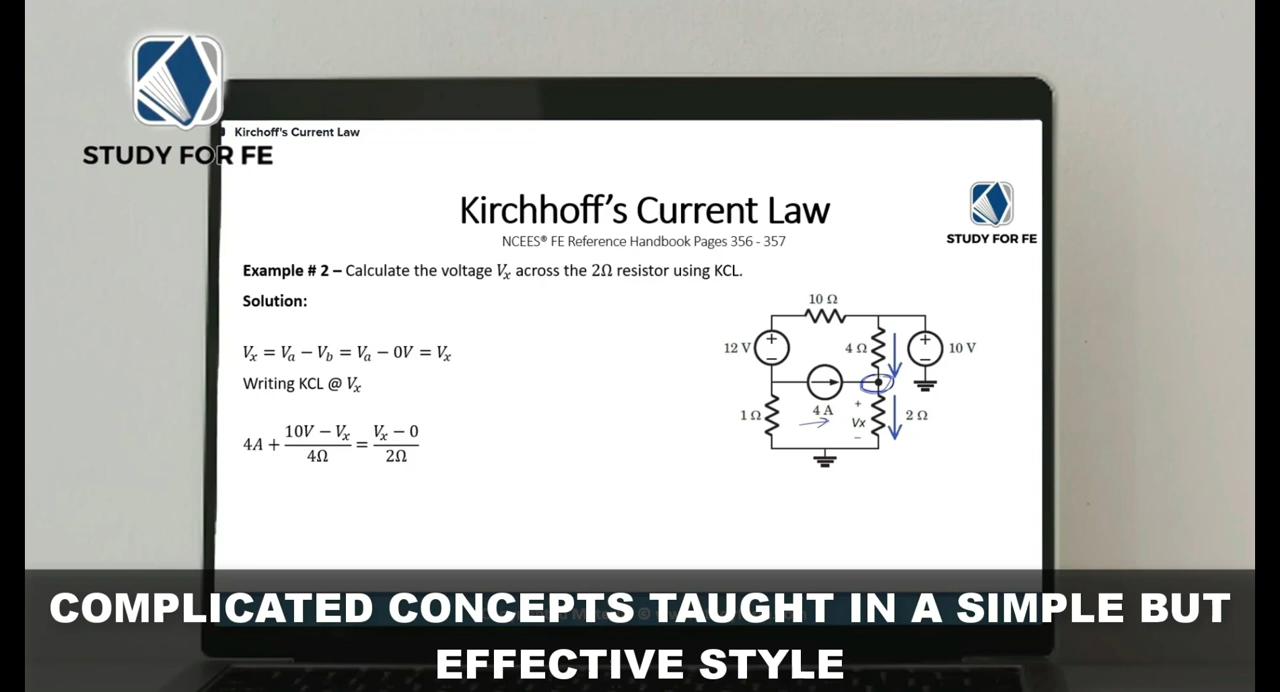 STUDY FOR FE
Kirchoff's Current Law
Kirchhoff's Current Law
NCEES® FE Reference Handbook Pages 356 - 357
STUDY FOR FE
Example # 2 – Calculate the voltage Vₓ across the 2Ω resistor using KCL.
Solution:
Vₓ = Vₐ − V_b = Vₐ − 0V = Vₓ
Writing KCL @ Vₓ
4A + (10V − Vₓ)/4Ω = (Vₓ − 0)/2Ω
10 Ω
12 V
4 Ω
10 V
1 Ω
4 A
Vx
2 Ω
COMPLICATED CONCEPTS TAUGHT IN A SIMPLE BUT
EFFECTIVE STYLE